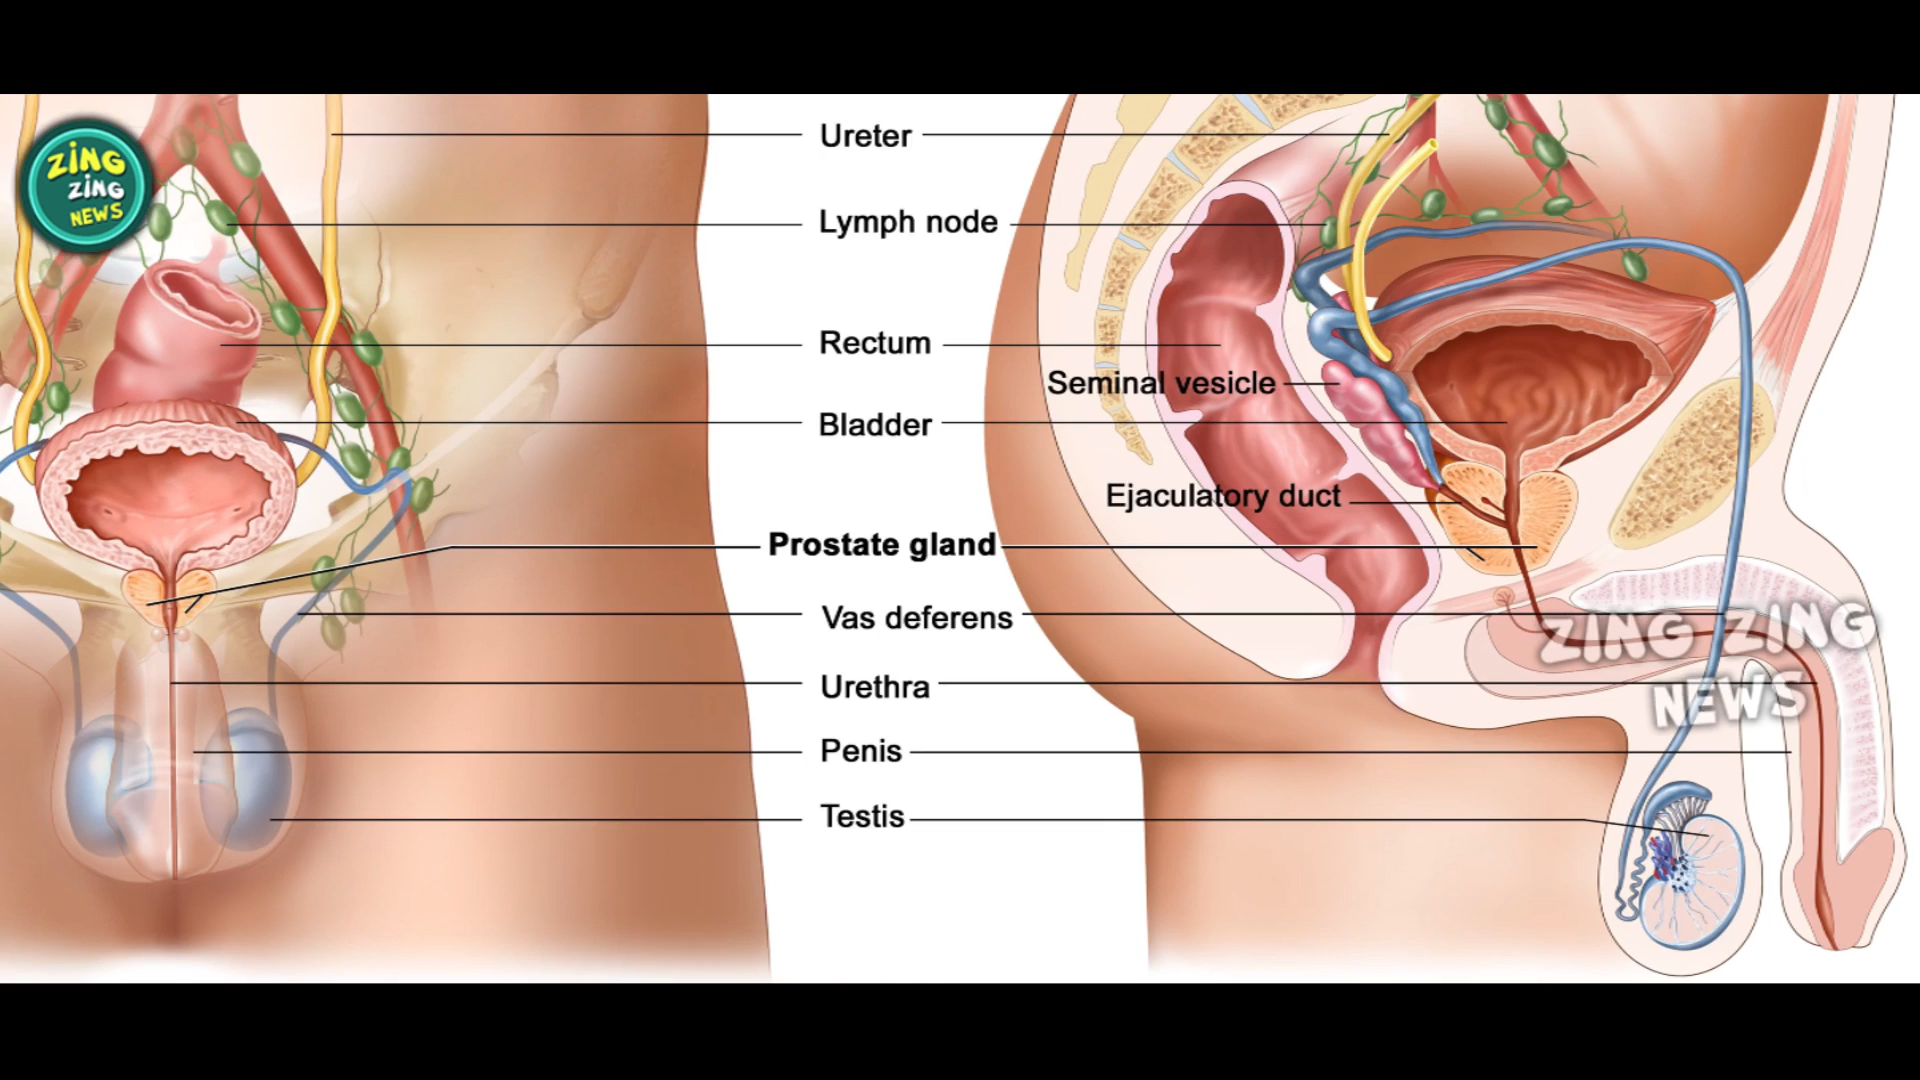 ZING
ZING
NEWS
Ureter
Lymph node
Rectum
Seminal vesicle
Bladder
Ejaculatory duct
Prostate gland
Vas deferens
ZING ZING
NEWS
Urethra
Penis
Testis